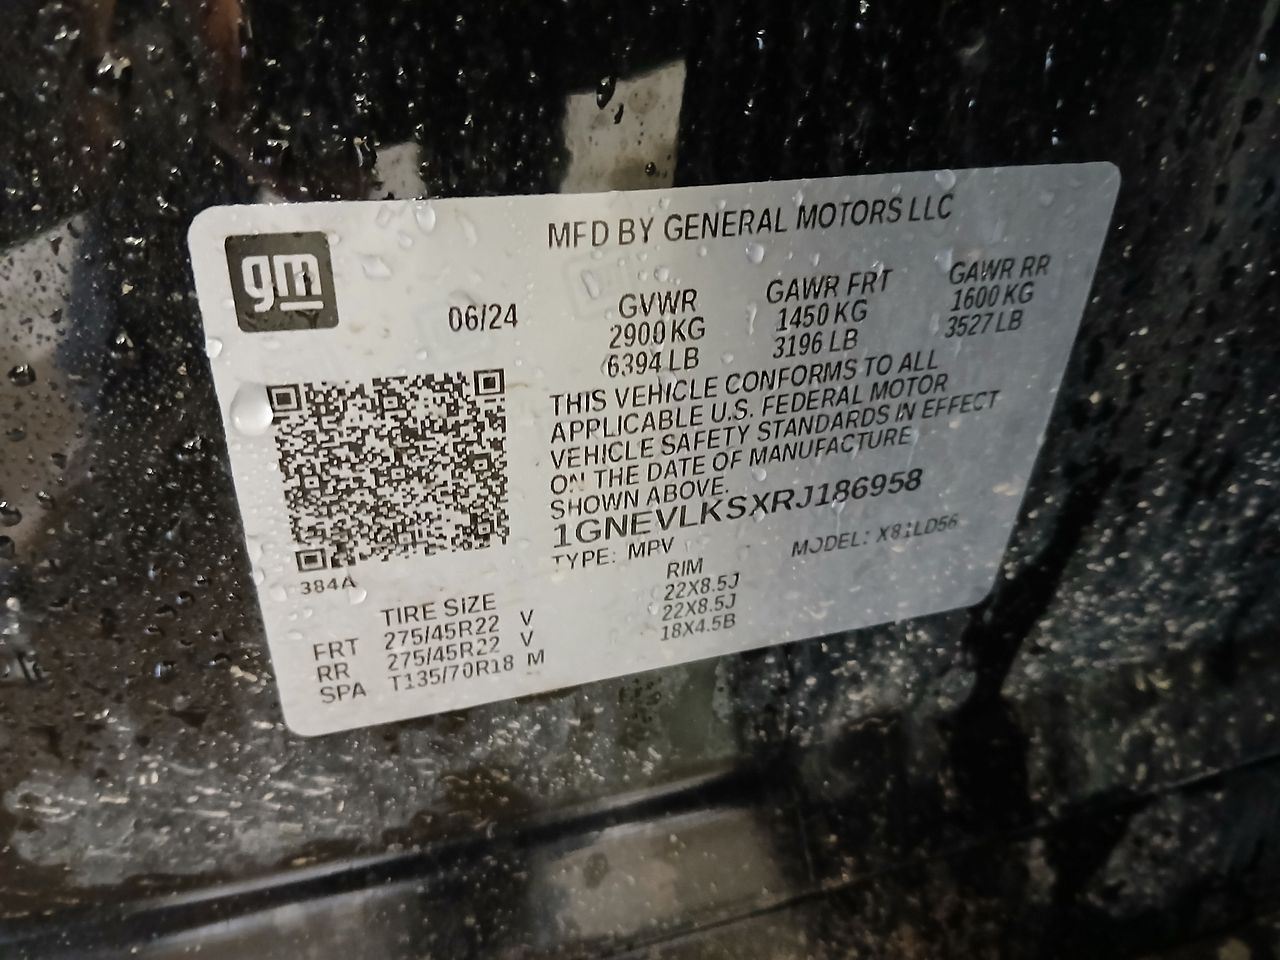 gm
MFD BY GENERAL MOTORS LLC
06/24
GVWR GAWR FRT GAWR RR
2900 KG 1450 KG 1600 KG
6394 LB 3196 LB 3527 LB
THIS VEHICLE CONFORMS TO ALL
APPLICABLE U.S. FEDERAL MOTOR
VEHICLE SAFETY STANDARDS IN EFFECT
ON THE DATE OF MANUFACTURE
SHOWN ABOVE.
1GNEVLKSXRJ186958
TYPE: MPV MODEL: X81LD56
384A
TIRE SIZE RIM
FRT 275/45R22 V 22X8.5J
RR 275/45R22 V 22X8.5J
SPA T135/70R18 M 18X4.5B